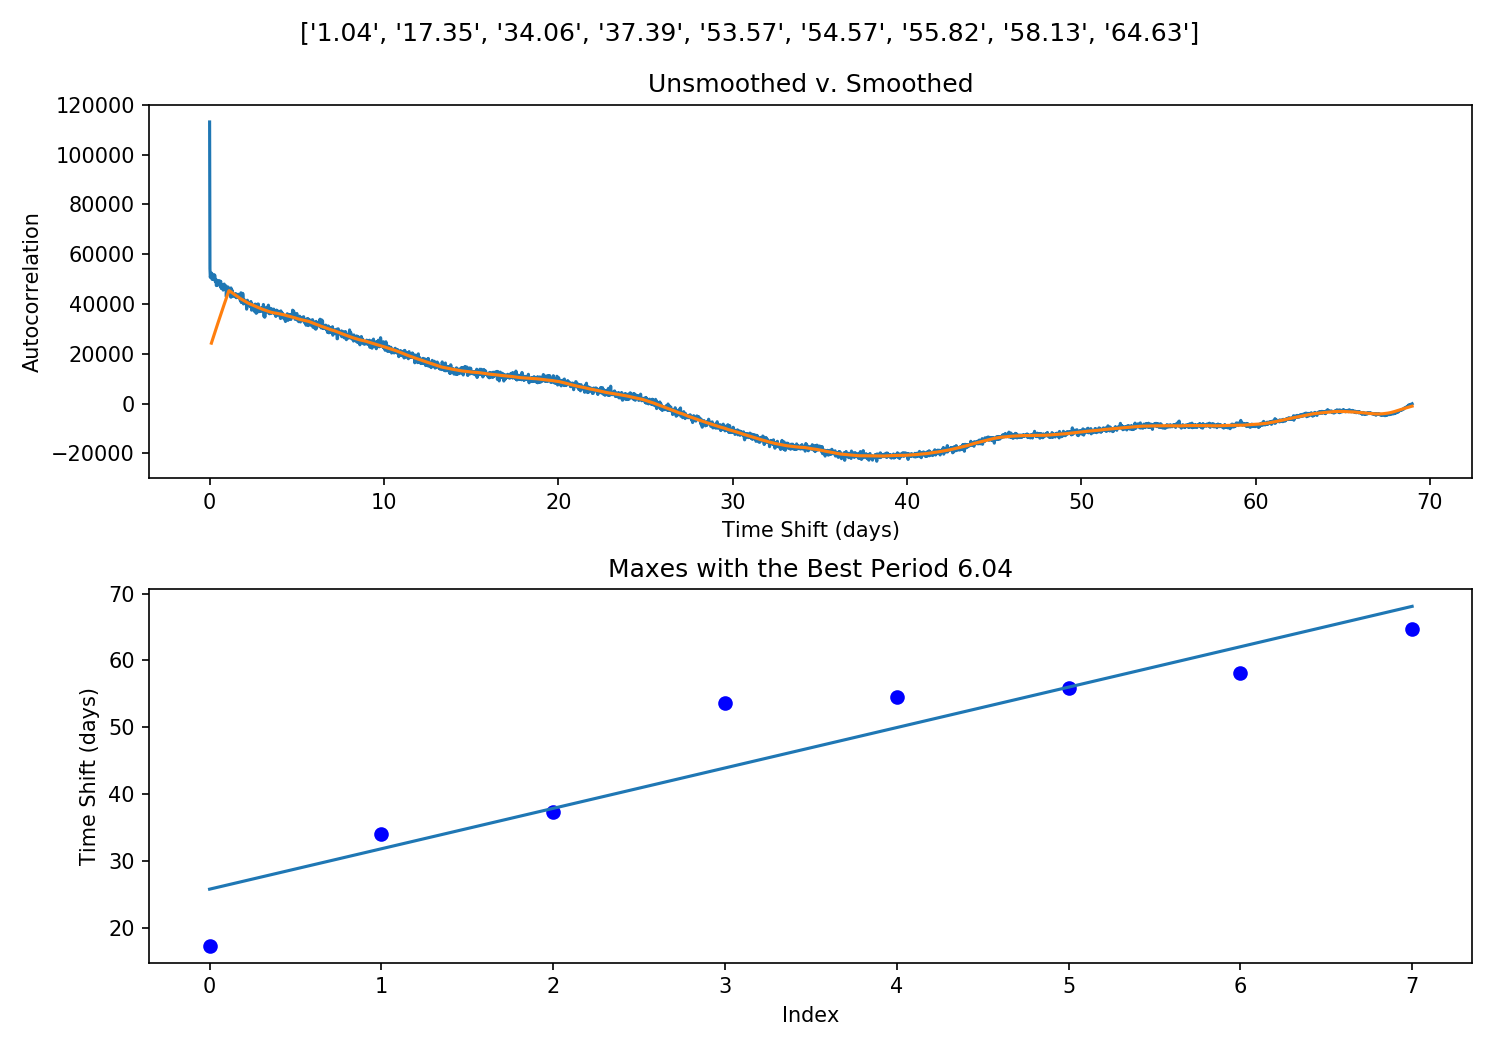 ['1.04', '17.35', '34.06', '37.39', '53.57', '54.57', '55.82', '58.13', '64.63']
Unsmoothed v. Smoothed
120000
100000
80000
60000
40000
20000
0
−20000
Autocorrelation
0 10 20 30 40 50 60 70
Time Shift (days)
Maxes with the Best Period 6.04
70
60
50
40
30
20
Time Shift (days)
0 1 2 3 4 5 6 7
Index